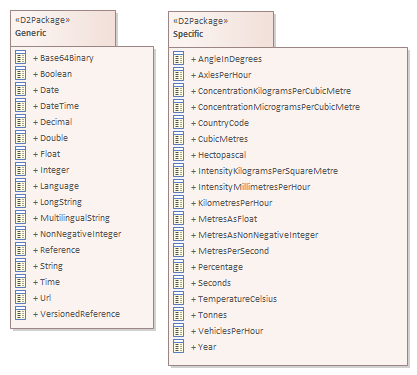 «D2Package»
Generic
+ Base64Binary
+ Boolean
+ Date
+ DateTime
+ Decimal
+ Double
+ Float
+ Integer
+ Language
+ LongString
+ MultilingualString
+ NonNegativeInteger
+ Reference
+ String
+ Time
+ Url
+ VersionedReference
«D2Package»
Specific
+ AngleInDegrees
+ AxlesPerHour
+ ConcentrationKilogramsPerCubicMetre
+ ConcentrationMicrogramsPerCubicMetre
+ CountryCode
+ CubicMetres
+ Hectopascal
+ IntensityKilogramsPerSquareMetre
+ IntensityMillimetresPerHour
+ KilometresPerHour
+ MetresAsFloat
+ MetresAsNonNegativeInteger
+ MetresPerSecond
+ Percentage
+ Seconds
+ TemperatureCelsius
+ Tonnes
+ VehiclesPerHour
+ Year